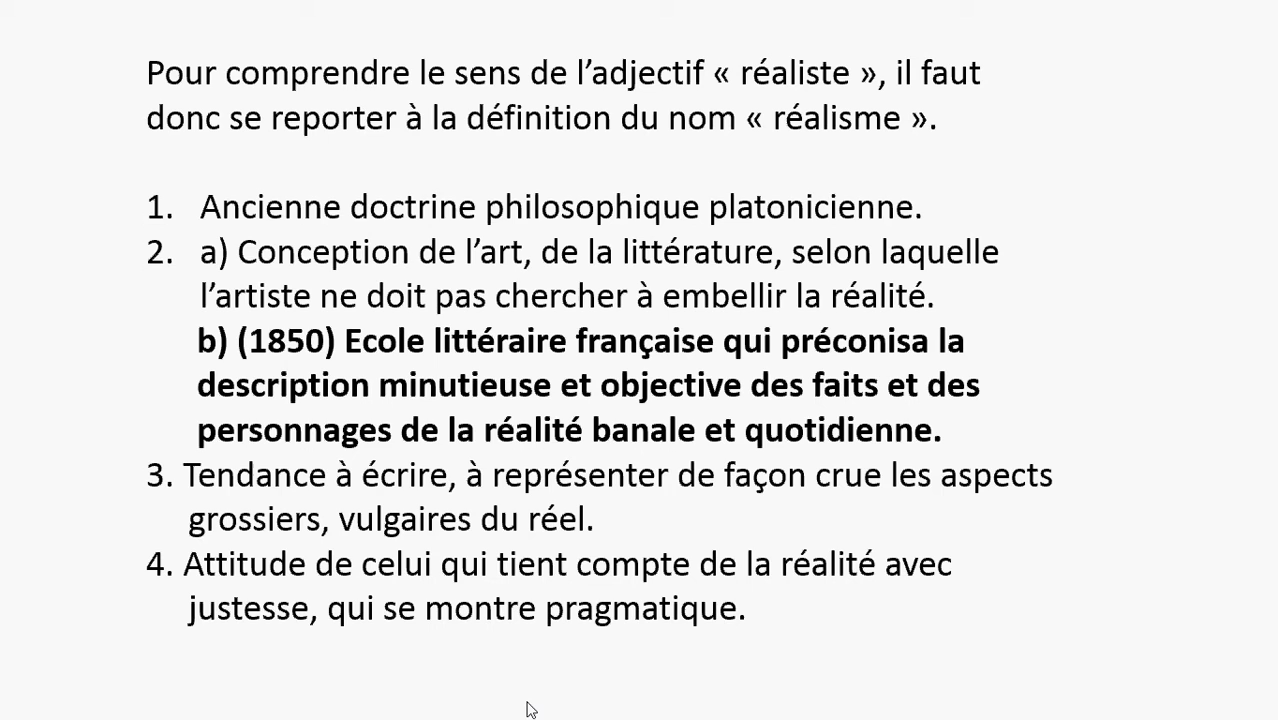 Pour comprendre le sens de l’adjectif « réaliste », il faut
donc se reporter à la définition du nom « réalisme ».
1. Ancienne doctrine philosophique platonicienne.
2. a) Conception de l’art, de la littérature, selon laquelle
l’artiste ne doit pas chercher à embellir la réalité.
b) (1850) Ecole littéraire française qui préconisa la
description minutieuse et objective des faits et des
personnages de la réalité banale et quotidienne.
3. Tendance à écrire, à représenter de façon crue les aspects
grossiers, vulgaires du réel.
4. Attitude de celui qui tient compte de la réalité avec
justesse, qui se montre pragmatique.